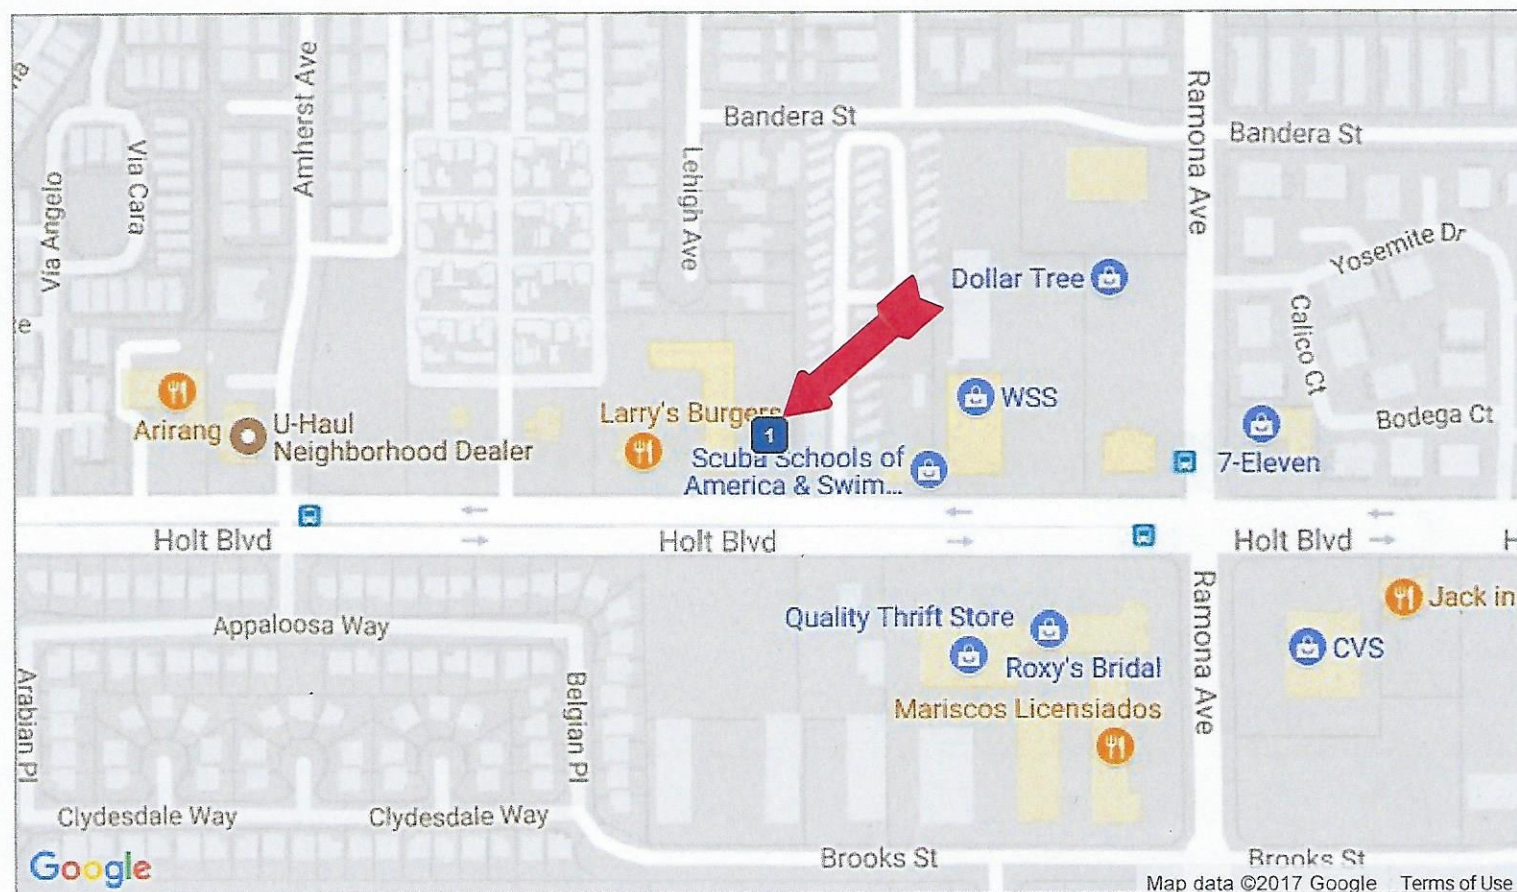 Amherst Ave
Via Cara
Via Angelo
Lehigh Ave
Bandera St
Ramona Ave
Bandera St
Yosemite Dr
Calico Ct
Bodega Ct
Dollar Tree
WSS
7-Eleven
Larry's Burgers
1
Scuba Schools of
America & Swim...
Arirang
U-Haul
Neighborhood Dealer
Holt Blvd
Holt Blvd
Holt Blvd
H
Appaloosa Way
Arabian Pl
Belgian Pl
Clydesdale Way
Clydesdale Way
Quality Thrift Store
Roxy's Bridal
Mariscos Licensiados
Ramona Ave
Jack in
CVS
Brooks St
Brooks St
Google
Map data ©2017 Google Terms of Use